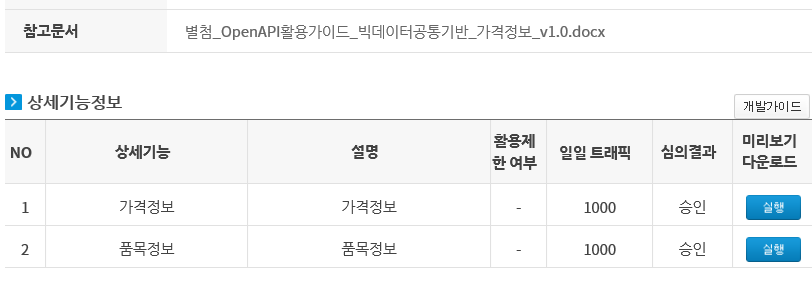 참고문서 별첨_OpenAPI활용가이드_빅데이터공통기반_가격정보_v1.0.docx
상세기능정보
개발가이드
NO 상세기능 설명 활용제한 여부 일일 트래픽 심의결과 미리보기 다운로드
1 가격정보 가격정보 - 1000 승인 실행
2 품목정보 품목정보 - 1000 승인 실행